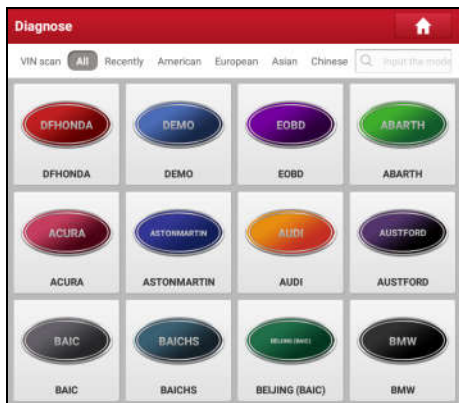 Diagnose
VIN scan All Recently American European Asian Chinese Input the mode
DFHONDA DEMO EOBD ABARTH
DFHONDA DEMO EOBD ABARTH
ACURA ASTONMARTIN AUDI AUSTFORD
ACURA ASTONMARTIN AUDI AUSTFORD
BAIC BAICHS BEIJING (BAIC) BMW
BAIC BAICHS BEIJING (BAIC) BMW